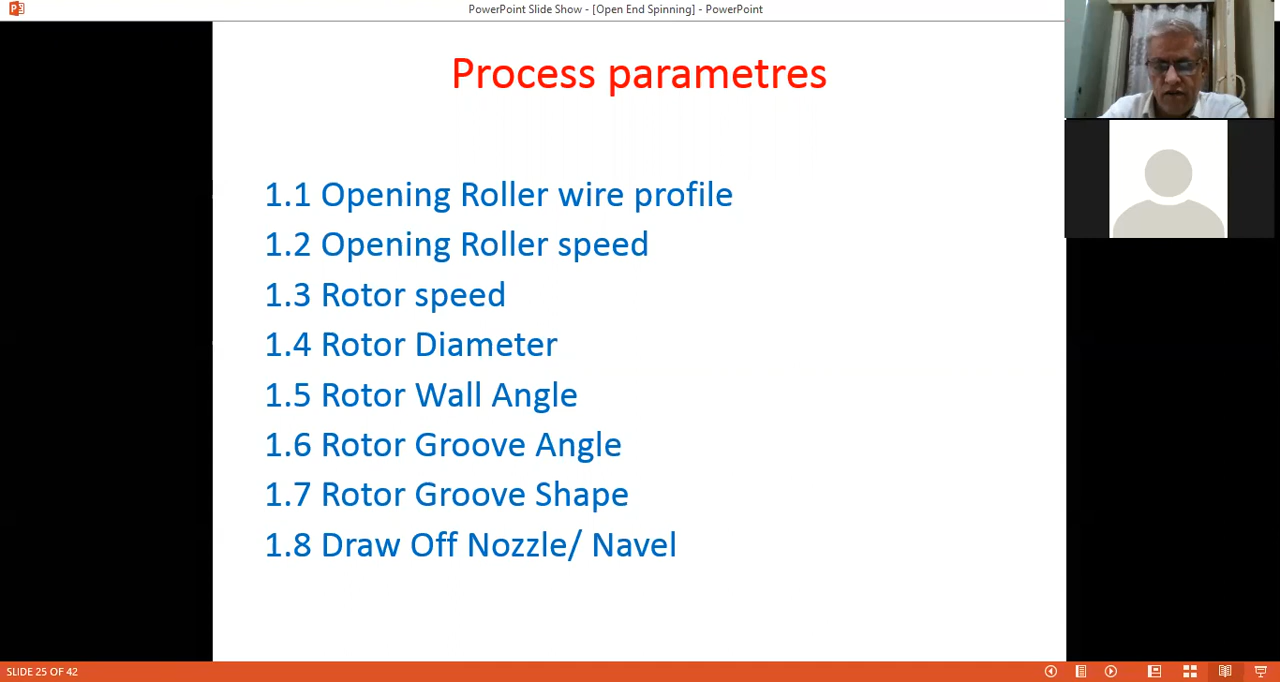 PowerPoint Slide Show - [Open End Spinning] - PowerPoint
Process parametres
1.1 Opening Roller wire profile
1.2 Opening Roller speed
1.3 Rotor speed
1.4 Rotor Diameter
1.5 Rotor Wall Angle
1.6 Rotor Groove Angle
1.7 Rotor Groove Shape
1.8 Draw Off Nozzle/ Navel
SLIDE 25 OF 42